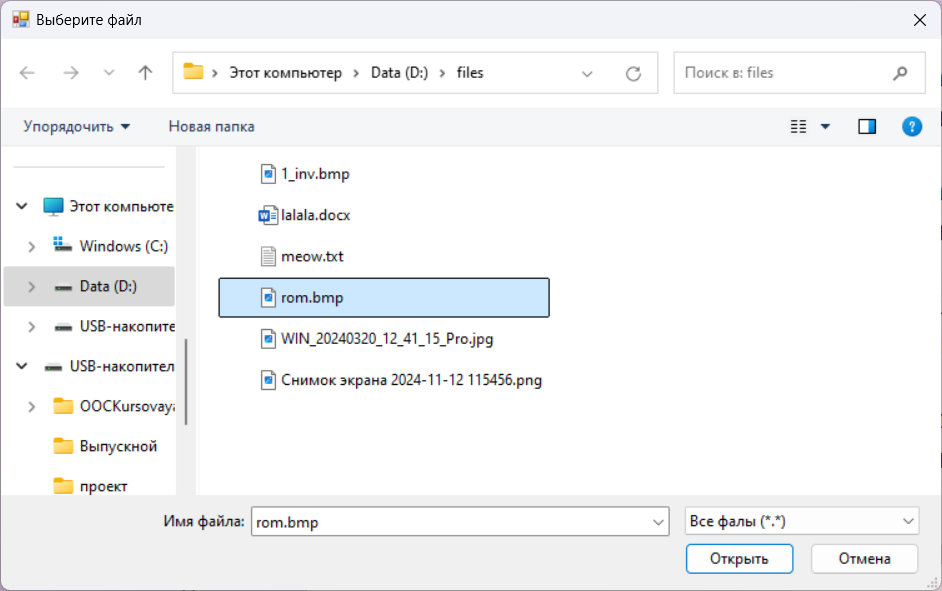 Выберите файл
Этот компьютер > Data (D:) > files
Поиск в: files
Упорядочить
Новая папка
?
Этот компьюте
Windows (C:)
Data (D:)
USB-накопите
USB-накопител
OOCKursovaya
Выпускной
проект
1_inv.bmp
lalala.docx
meow.txt
rom.bmp
WIN_20240320_12_41_15_Pro.jpg
Снимок экрана 2024-11-12 115456.png
Имя файла:
rom.bmp
Все фалы (*.*)
Открыть
Отмена